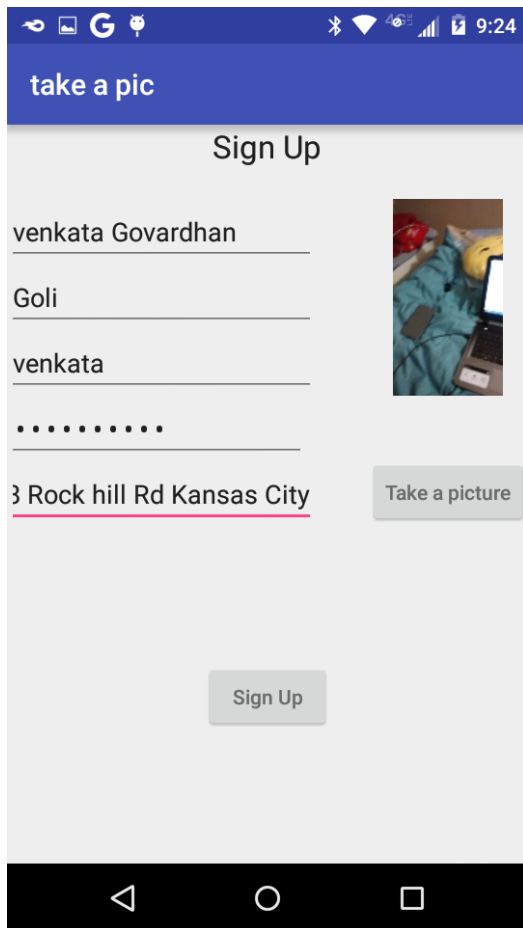 9:24
take a pic
Sign Up
venkata Govardhan
Goli
venkata
••••••••••
Rock hill Rd Kansas City
Take a picture
Sign Up